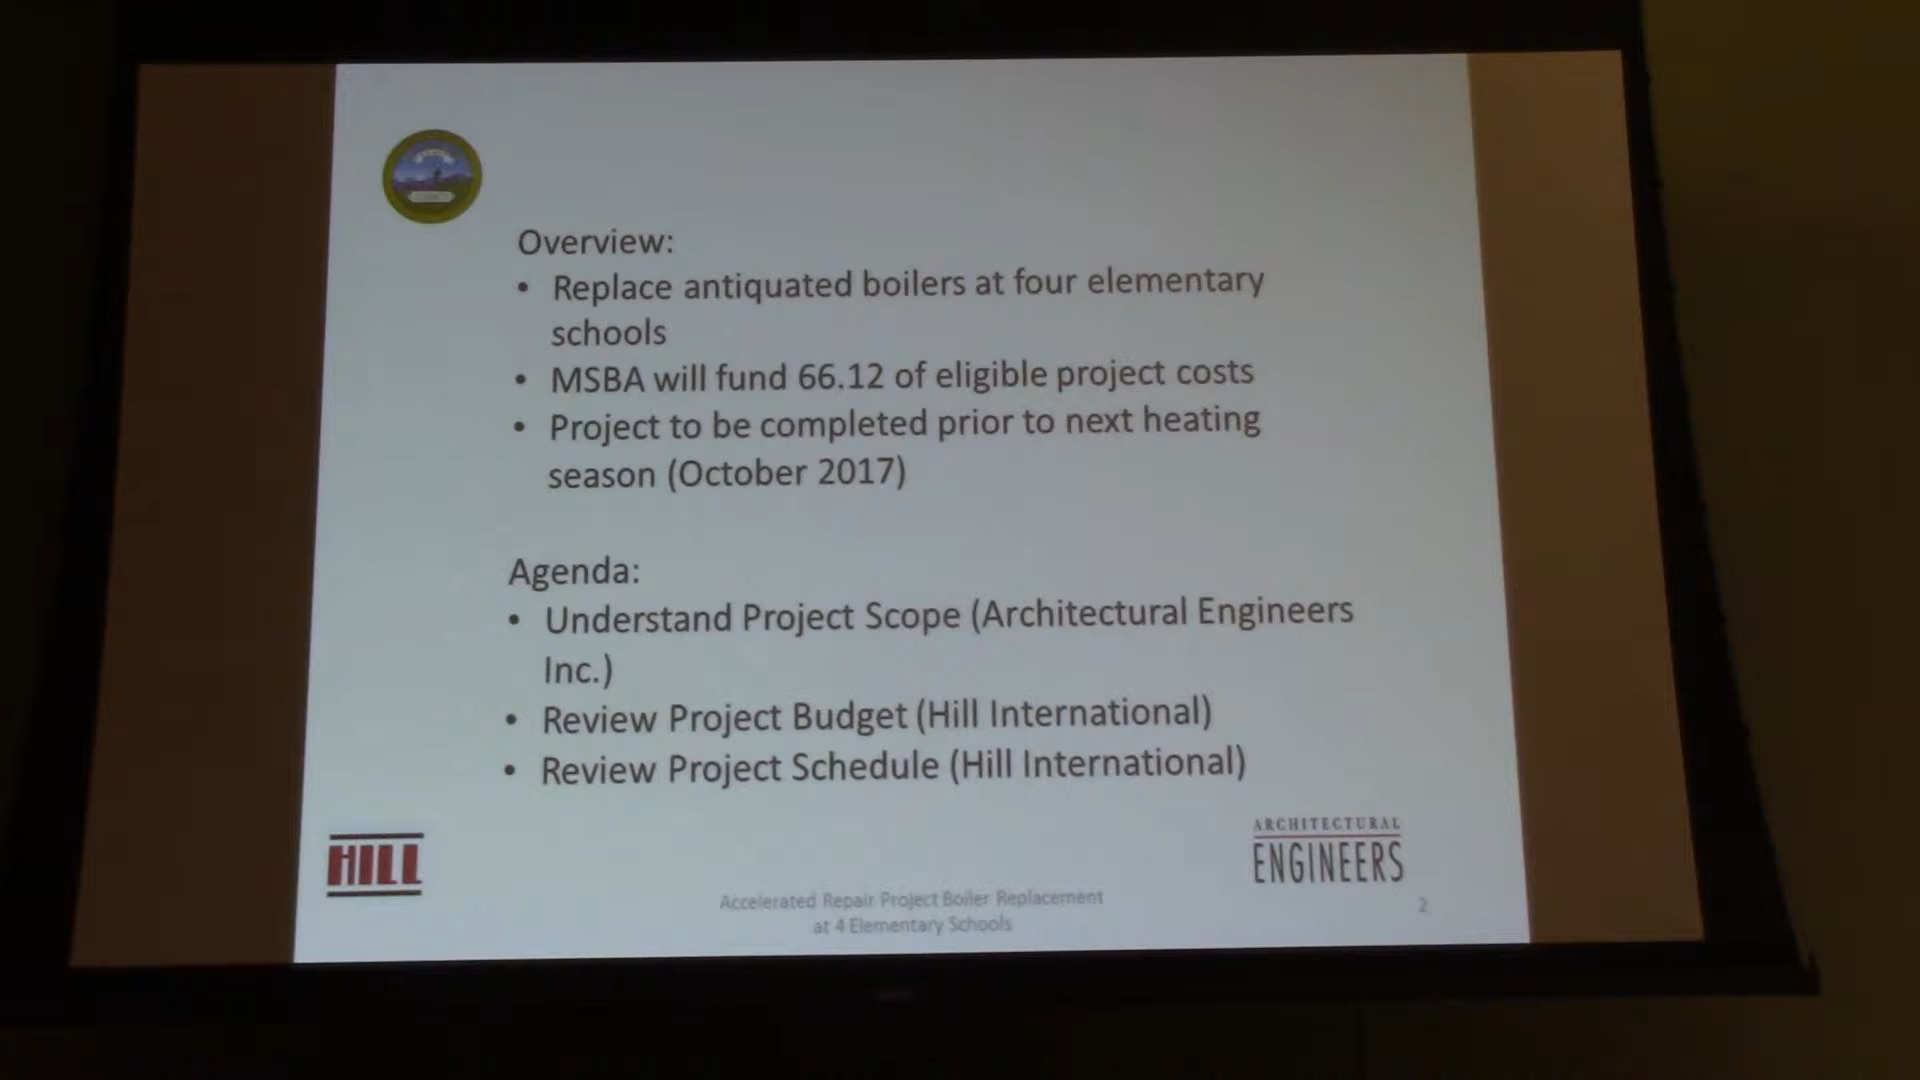 Overview:
• Replace antiquated boilers at four elementary
schools
• MSBA will fund 66.12 of eligible project costs
• Project to be completed prior to next heating
season (October 2017)
Agenda:
• Understand Project Scope (Architectural Engineers
Inc.)
• Review Project Budget (Hill International)
• Review Project Schedule (Hill International)
HILL
ARCHITECTURAL
ENGINEERS
Accelerated Repair Project Boiler Replacement
at 4 Elementary Schools
2